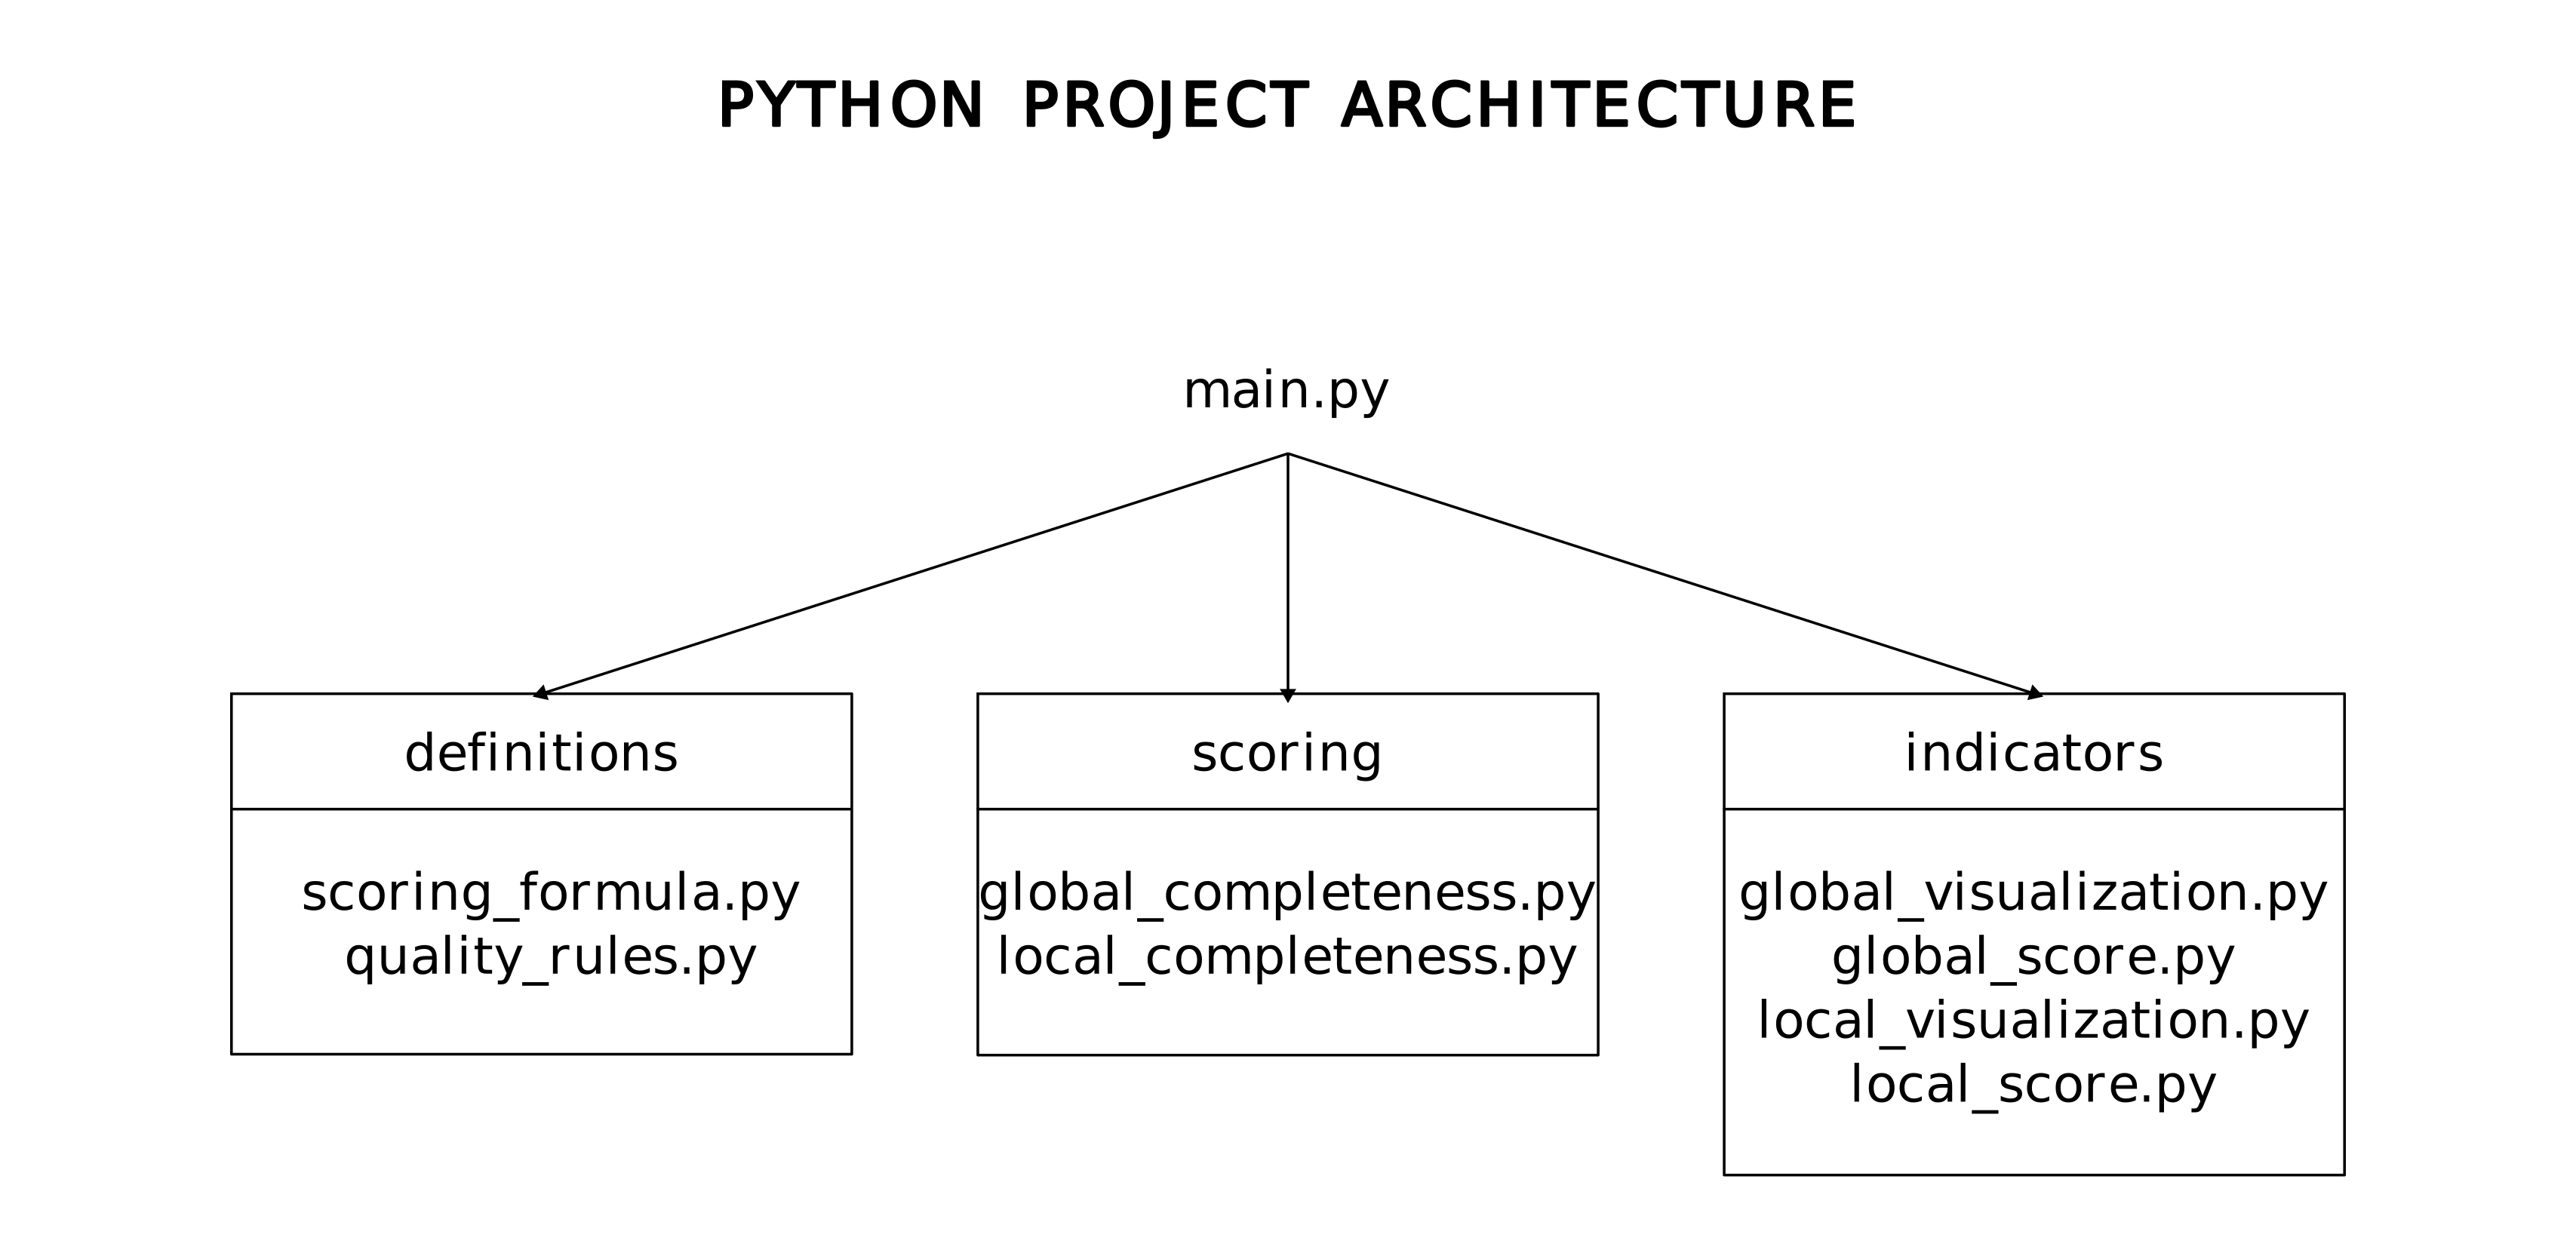 PYTHON PROJECT ARCHITECTURE
main.py
definitions
scoring_formula.py
quality_rules.py
scoring
global_completeness.py
local_completeness.py
indicators
global_visualization.py
global_score.py
local_visualization.py
local_score.py